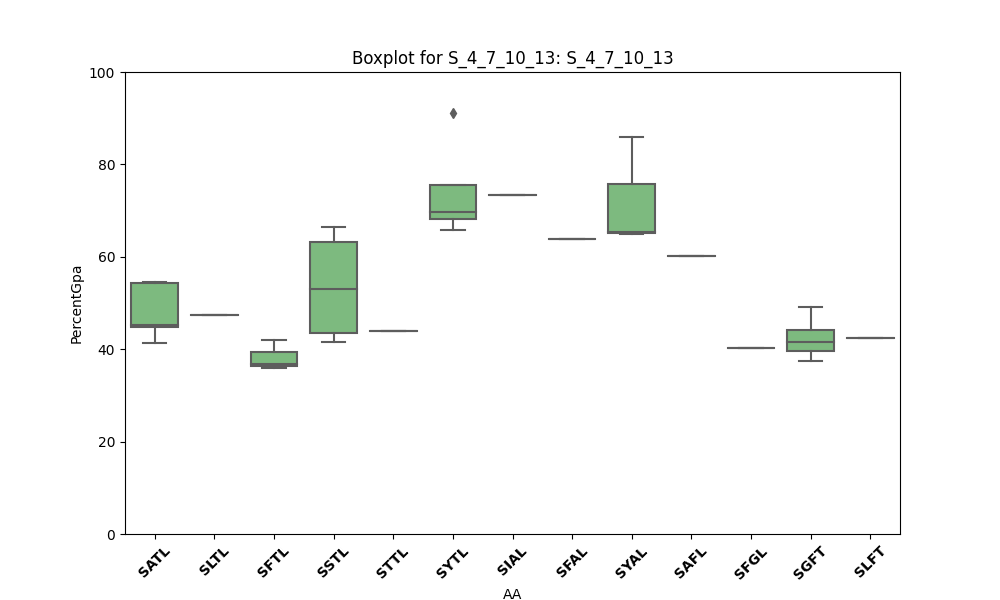 Boxplot for S_4_7_10_13: S_4_7_10_13
100
80
60
40
20
0
PercentGpa
SATL SLTL SFTL SSTL STTL SYTL SIAL SFAL SYAL SAFL SFGL SGFT SLFT
AA